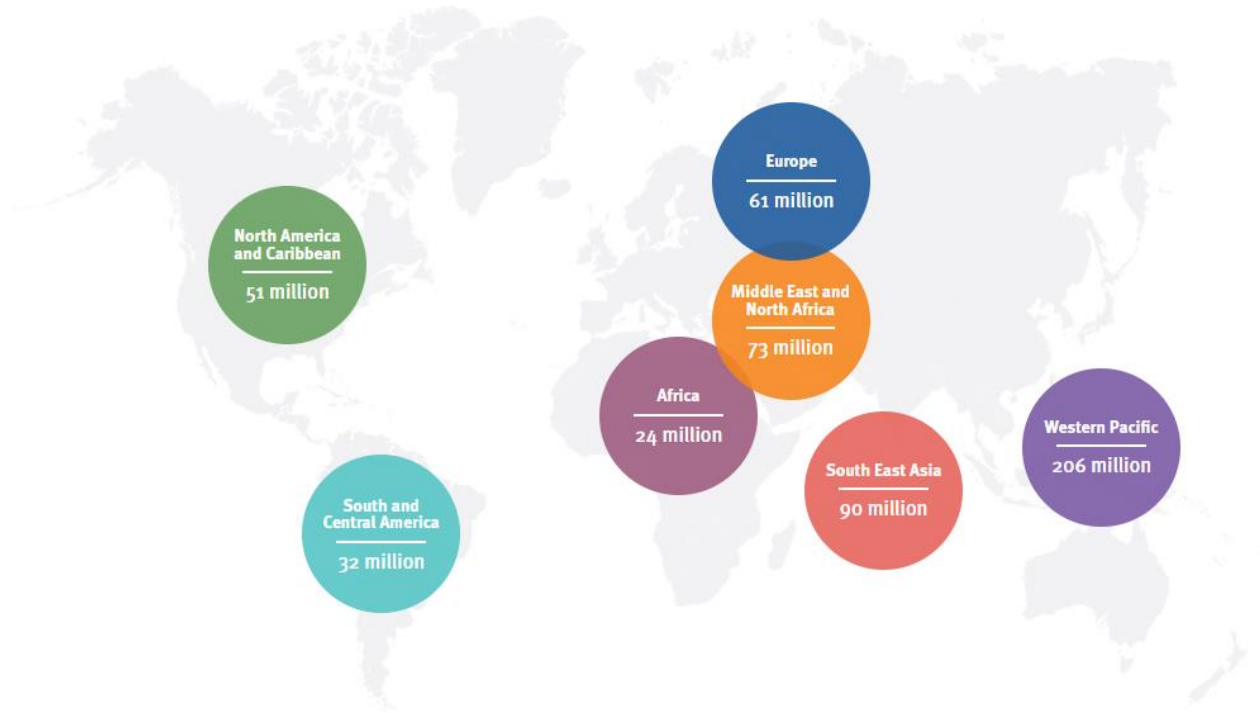 Europe
61 million
North America
and Caribbean
51 million
Middle East and
North Africa
73 million
Africa
24 million
Western Pacific
206 million
South East Asia
90 million
South and
Central America
32 million